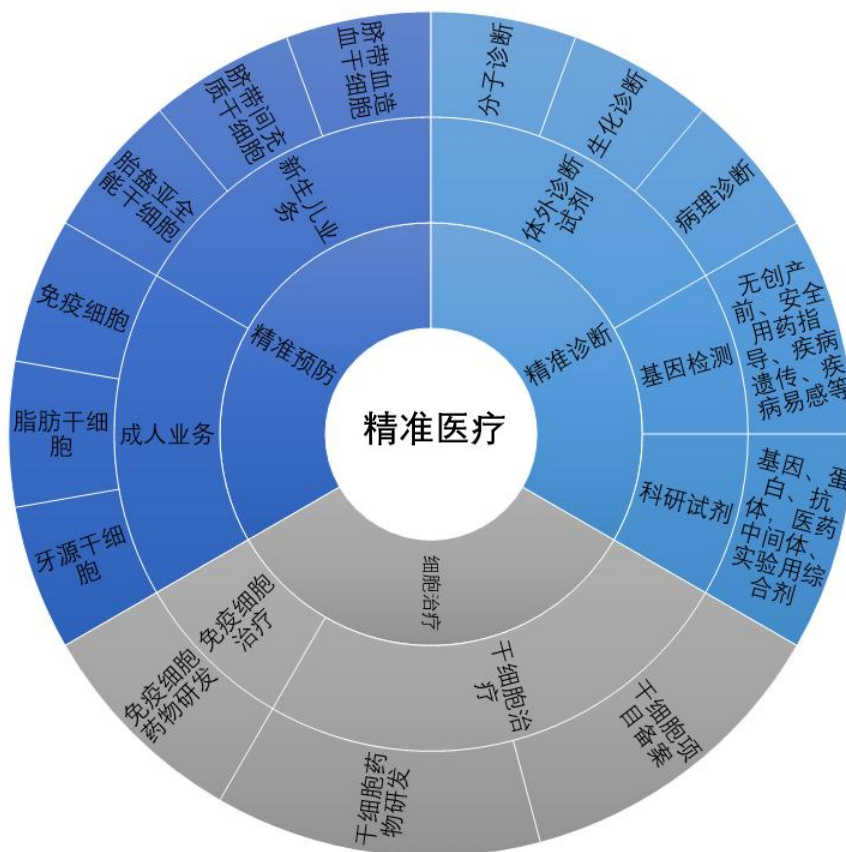 精准医疗
精准诊断
体外诊断
试剂
分子诊断
生化诊断
病理诊断
基因检测
无创产
前、安全
用药指
导、疾病
遗传、疾
病易感等
科研试剂
基因、蛋
白、抗
体、医药
中间体、
实验用综
合剂
细胞治疗
干细胞治
疗
干细胞项
目备案
干细胞药
物研发
免疫细胞
治疗
免疫细胞
药物研发
精准预防
成人业务
牙源干细
胞
脂肪干细
胞
免疫细胞
新生儿业
务
胎盘亚全
能干细胞
脐带间充
质干细胞
脐带血造
血干细胞